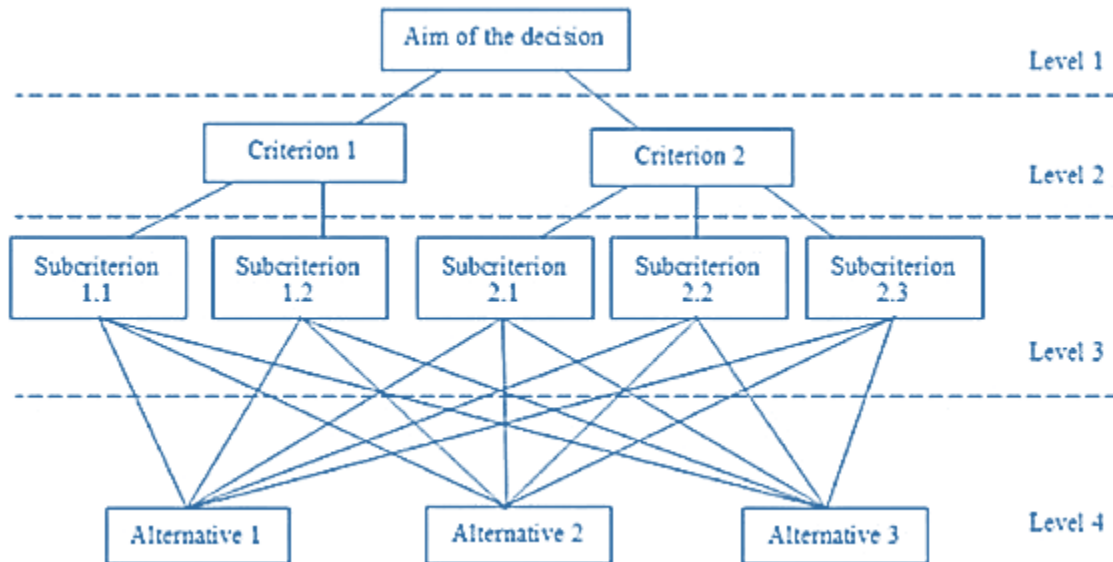 Aim of the decision
Level 1
Criterion 1
Criterion 2
Level 2
Subcriterion
1.1
Subcriterion
1.2
Subcriterion
2.1
Subcriterion
2.2
Subcriterion
2.3
Level 3
Alternative 1
Alternative 2
Alternative 3
Level 4